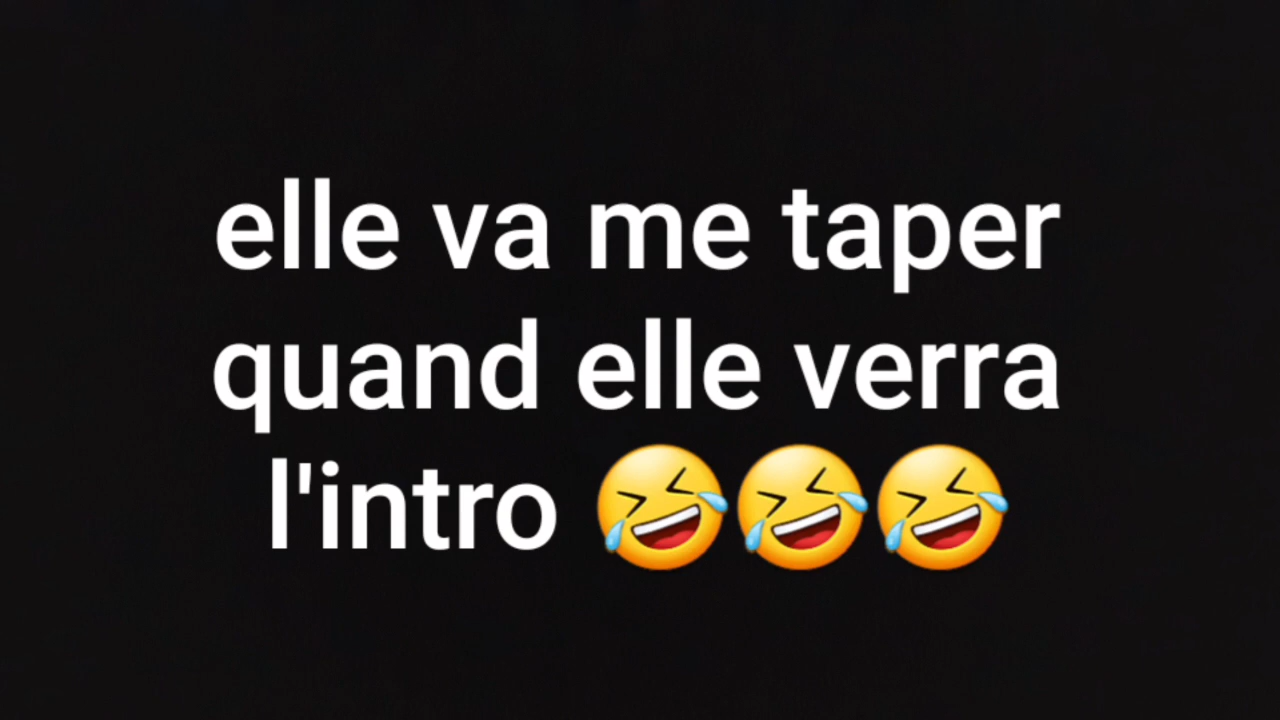 elle va me taper
quand elle verra
l'intro 🤣🤣🤣